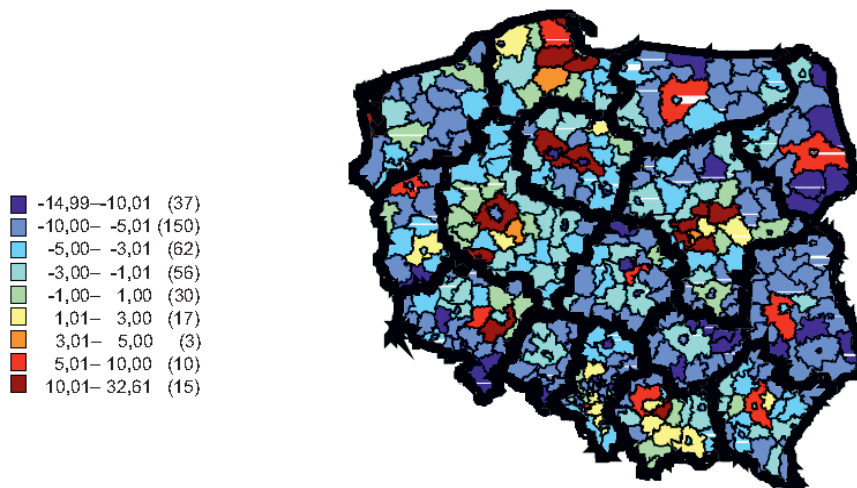 -14,99–-10,01 (37)
-10,00– -5,01 (150)
-5,00– -3,01 (62)
-3,00– -1,01 (56)
-1,00– 1,00 (30)
1,01– 3,00 (17)
3,01– 5,00 (3)
5,01– 10,00 (10)
10,01– 32,61 (15)